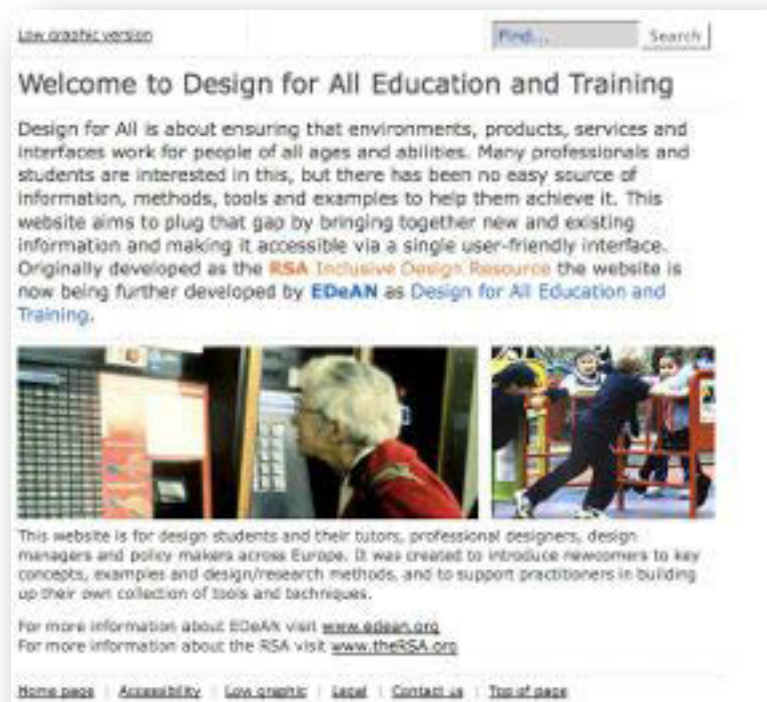 Low graphic version
Find...
Search
Welcome to Design for All Education and Training
Design for All is about ensuring that environments, products, services and
interfaces work for people of all ages and abilities. Many professionals and
students are interested in this, but there has been no easy source of
information, methods, tools and examples to help them achieve it. This
website aims to plug that gap by bringing together new and existing
information and making it accessible via a single user-friendly interface.
Originally developed as the RSA Inclusive Design Resource the website is
now being further developed by EDeAN as Design for All Education and
Training.
This website is for design students and their tutors, professional designers, design
managers and policy makers across Europe. It was created to introduce newcomers to key
concepts, examples and design/research methods, and to support practitioners in building
up their own collection of tools and techniques.
For more information about EDeAN visit www.edean.org
For more information about the RSA visit www.theRSA.org
Home page | Accessibility | Low graphic | Legal | Contact us | Top of page